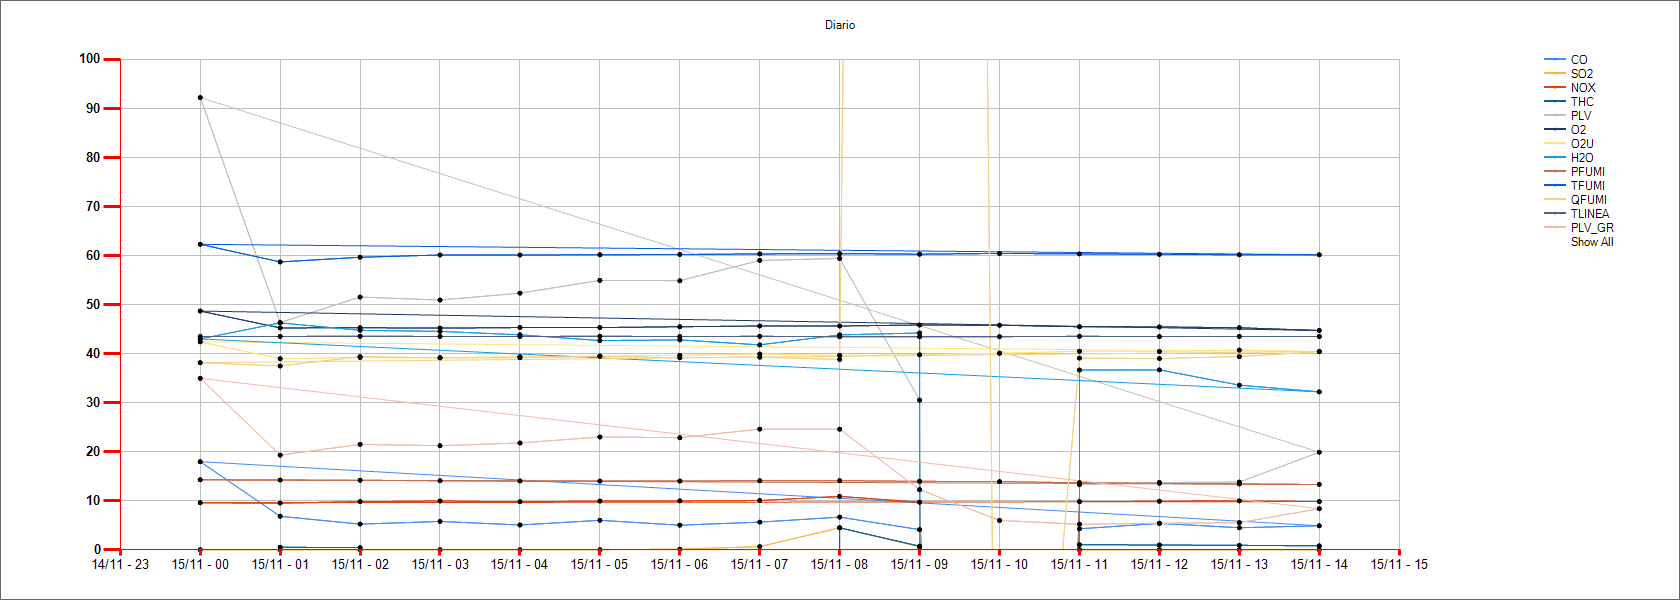 Diario
100
90
80
70
60
50
40
30
20
10
0
14/11 - 23
15/11 - 00
15/11 - 01
15/11 - 02
15/11 - 03
15/11 - 04
15/11 - 05
15/11 - 06
15/11 - 07
15/11 - 08
15/11 - 09
15/11 - 10
15/11 - 11
15/11 - 12
15/11 - 13
15/11 - 14
15/11 - 15
CO
SO2
NOX
THC
PLV
O2
O2U
H2O
PFUMI
TFUMI
QFUMI
TLINEA
PLV_GR
Show All